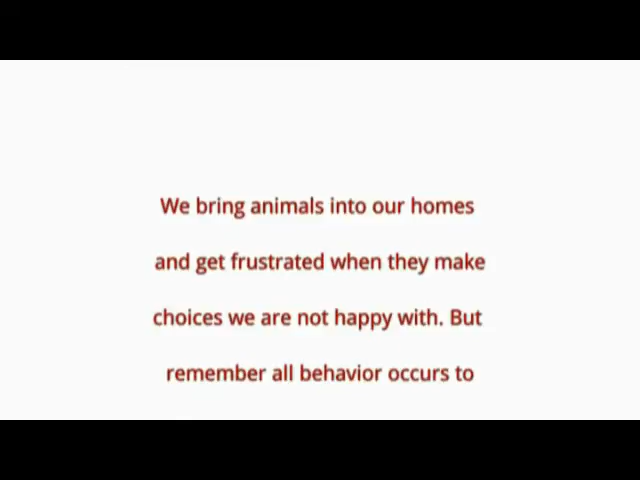 We bring animals into our homes
and get frustrated when they make
choices we are not happy with. But
remember all behavior occurs to